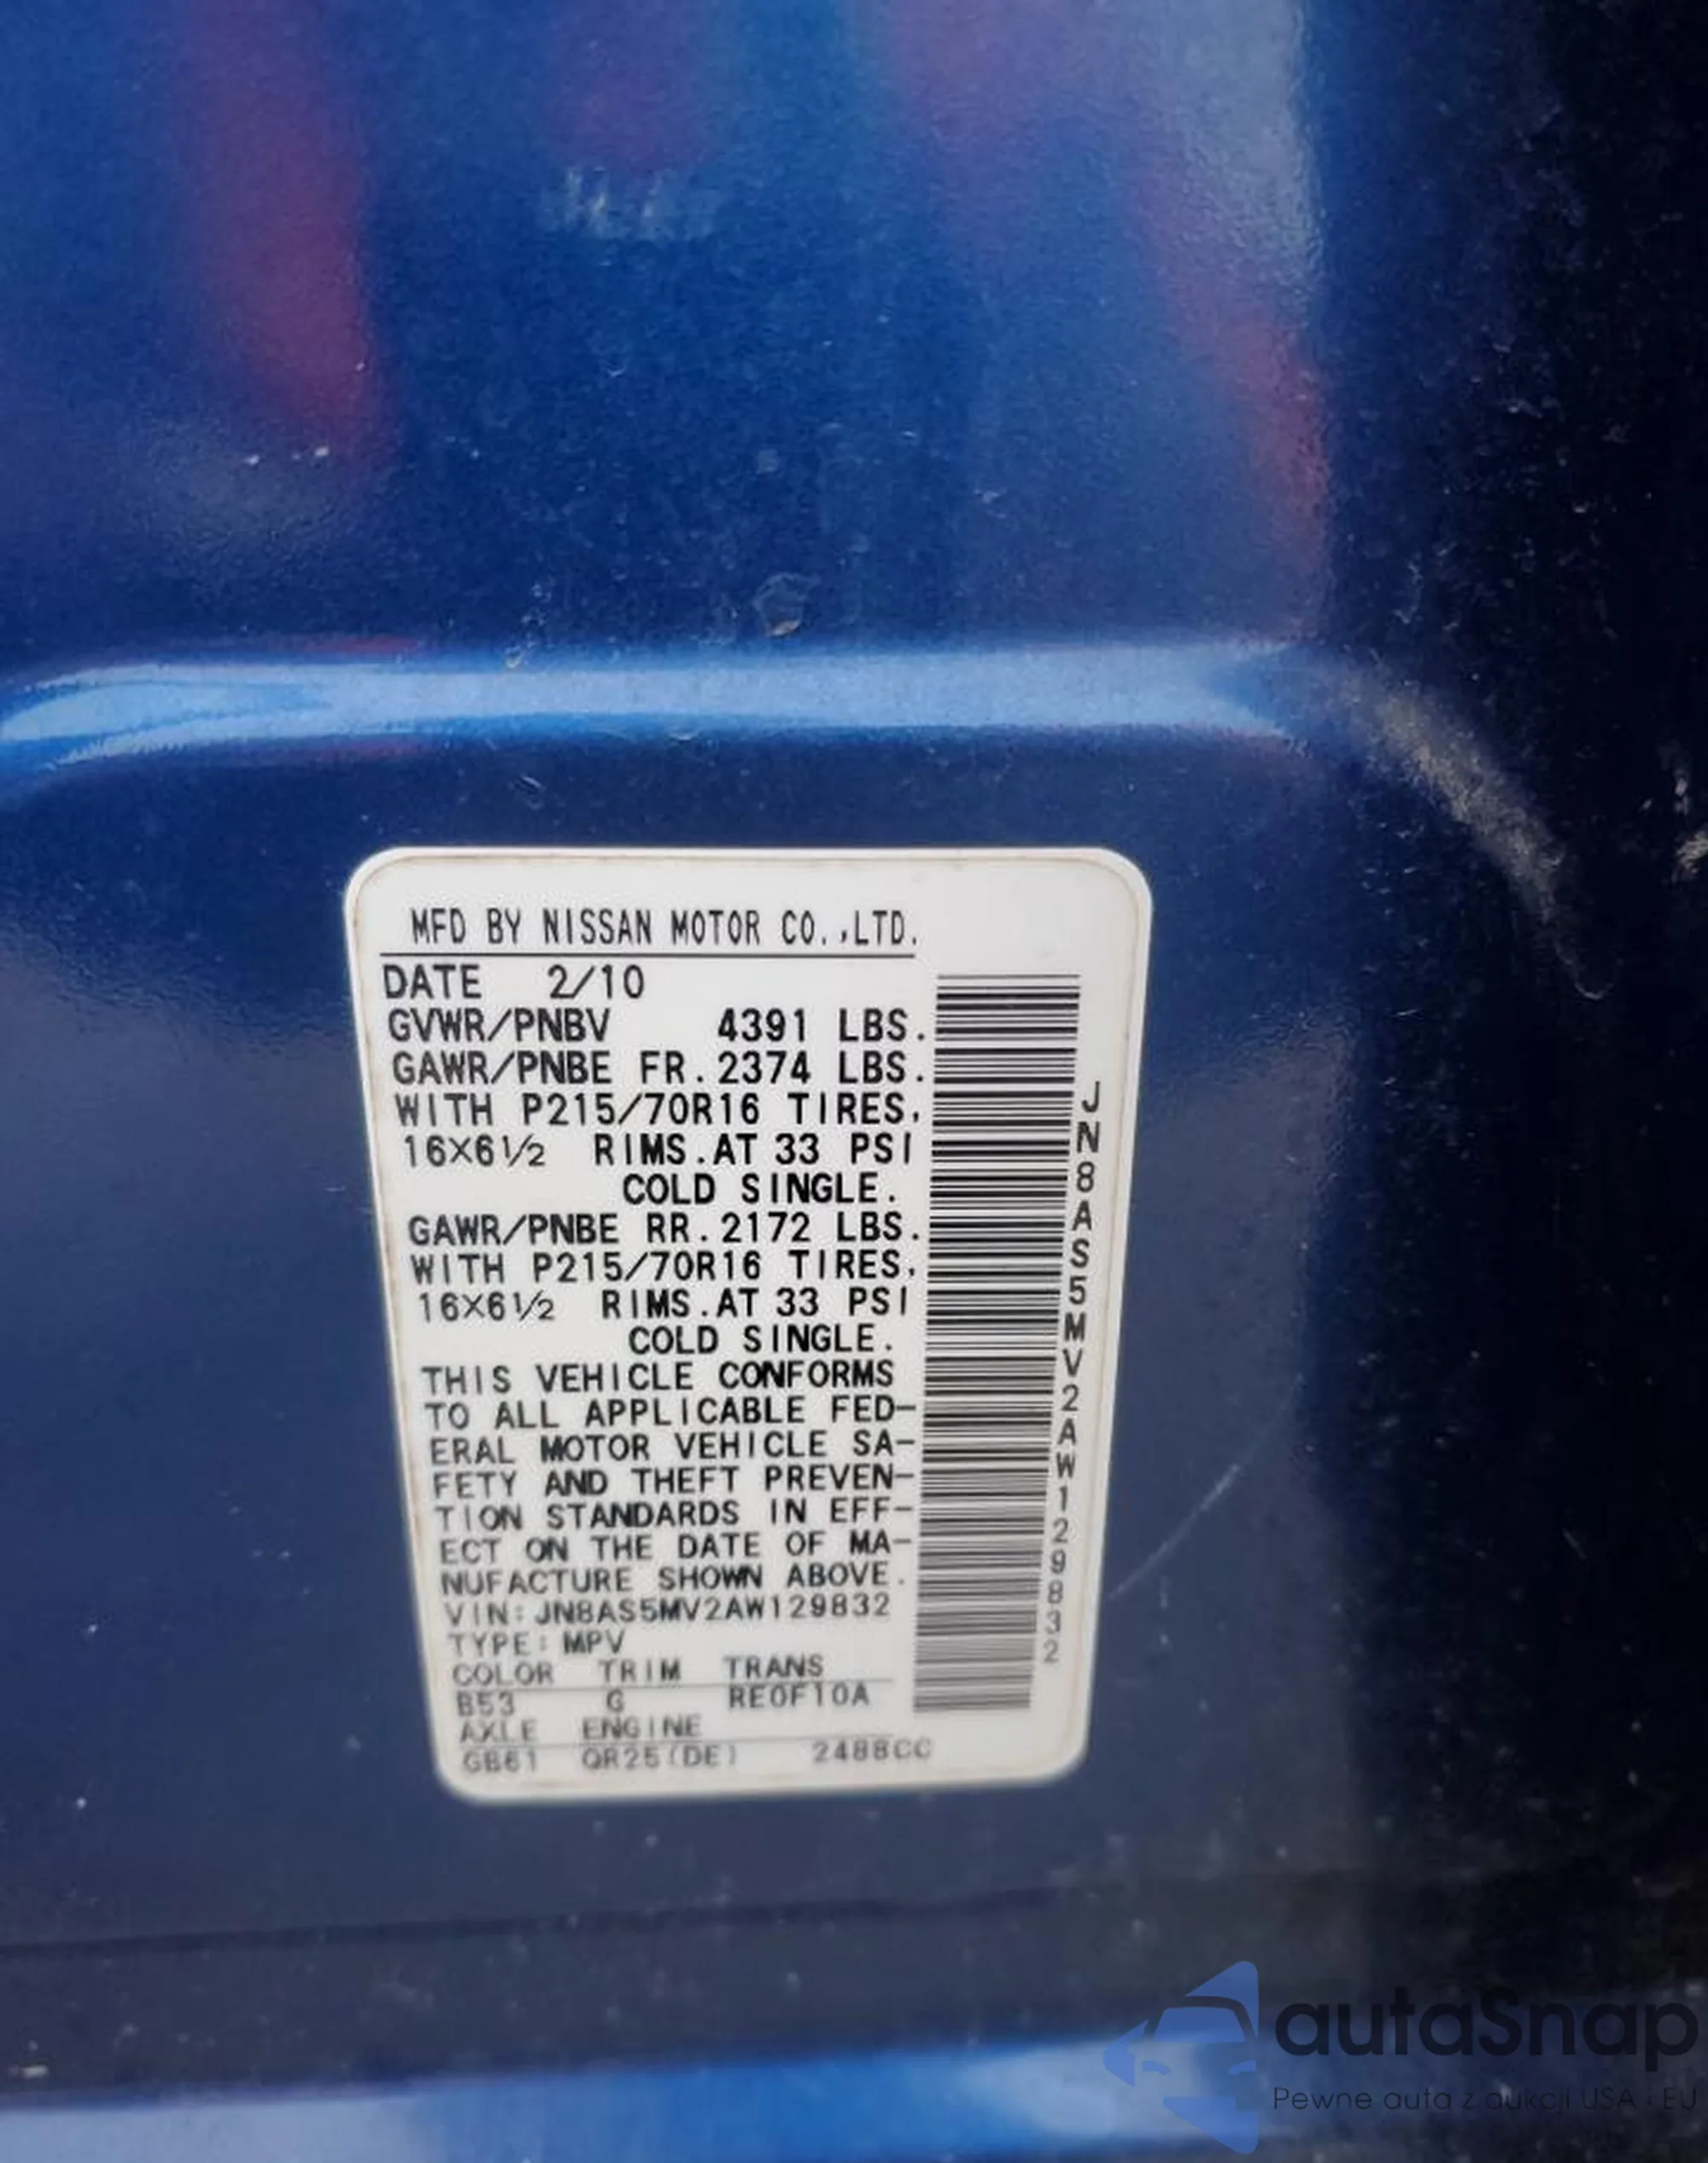 MFD BY NISSAN MOTOR CO.,LTD.
DATE 2/10
GVWR/PNBV 4391 LBS.
GAWR/PNBE FR.2374 LBS.
WITH P215/70R16 TIRES,
16X6½ RIMS.AT 33 PSI
COLD SINGLE.
GAWR/PNBE RR.2172 LBS.
WITH P215/70R16 TIRES,
16X6½ RIMS.AT 33 PSI
COLD SINGLE.
THIS VEHICLE CONFORMS
TO ALL APPLICABLE FED-
ERAL MOTOR VEHICLE SA-
FETY AND THEFT PREVEN-
TION STANDARDS IN EFF-
ECT ON THE DATE OF MA-
NUFACTURE SHOWN ABOVE.
VIN:JN8AS5MV2AW129832
TYPE:MPV
COLOR TRIM TRANS
B53 G RE0F10A
AXLE ENGINE
GB61 QR25(DE) 2488CC
JN8AS5MV2AW129832
autaSnap
Pewne auta z aukcji USA i EU